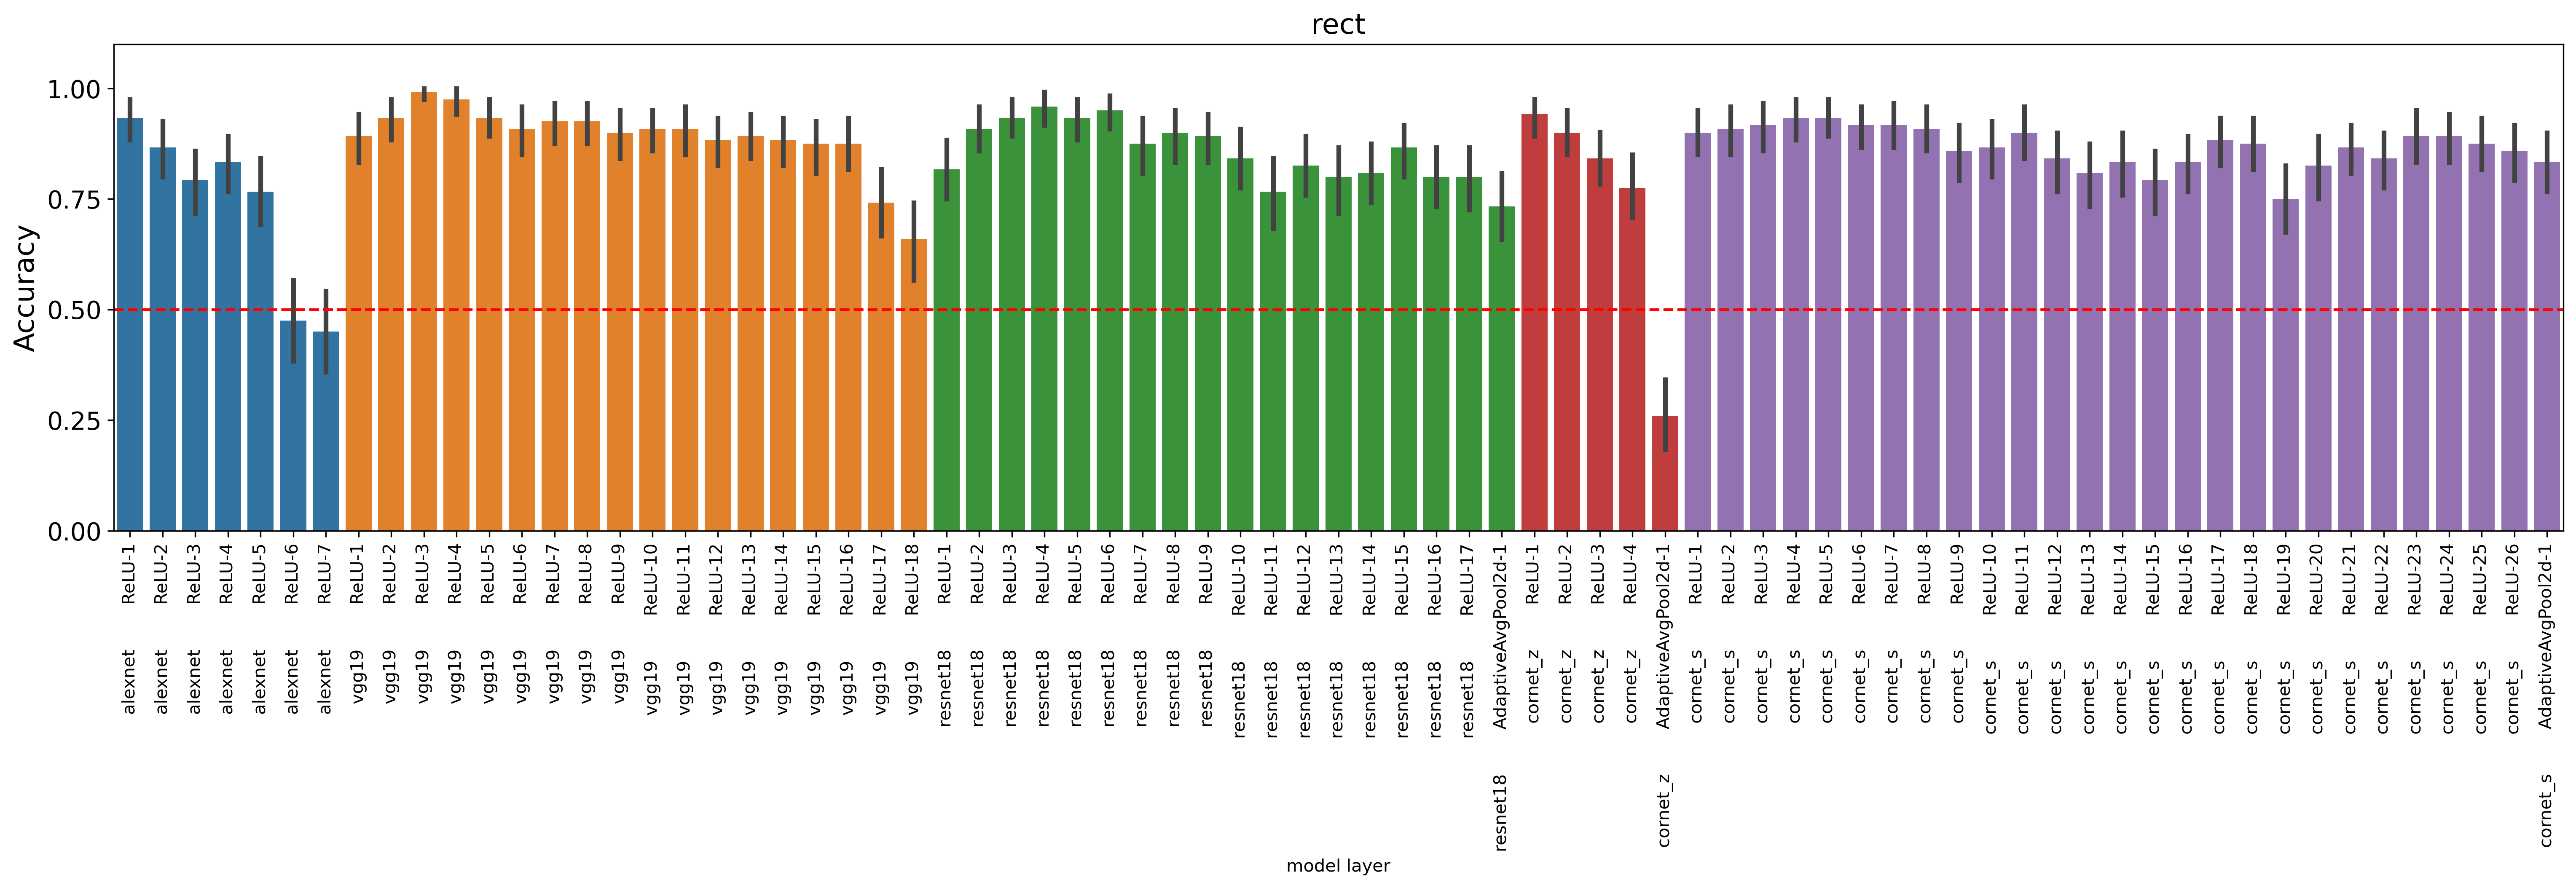 rect
Accuracy
1.00
0.75
0.50
0.25
0.00
alexnet ReLU-1
alexnet ReLU-2
alexnet ReLU-3
alexnet ReLU-4
alexnet ReLU-5
alexnet ReLU-6
alexnet ReLU-7
vgg19 ReLU-1
vgg19 ReLU-2
vgg19 ReLU-3
vgg19 ReLU-4
vgg19 ReLU-5
vgg19 ReLU-6
vgg19 ReLU-7
vgg19 ReLU-8
vgg19 ReLU-9
vgg19 ReLU-10
vgg19 ReLU-11
vgg19 ReLU-12
vgg19 ReLU-13
vgg19 ReLU-14
vgg19 ReLU-15
vgg19 ReLU-16
vgg19 ReLU-17
vgg19 ReLU-18
resnet18 ReLU-1
resnet18 ReLU-2
resnet18 ReLU-3
resnet18 ReLU-4
resnet18 ReLU-5
resnet18 ReLU-6
resnet18 ReLU-7
resnet18 ReLU-8
resnet18 ReLU-9
resnet18 ReLU-10
resnet18 ReLU-11
resnet18 ReLU-12
resnet18 ReLU-13
resnet18 ReLU-14
resnet18 ReLU-15
resnet18 ReLU-16
resnet18 ReLU-17
resnet18 AdaptiveAvgPool2d-1
cornet_z ReLU-1
cornet_z ReLU-2
cornet_z ReLU-3
cornet_z ReLU-4
cornet_z AdaptiveAvgPool2d-1
cornet_s ReLU-1
cornet_s ReLU-2
cornet_s ReLU-3
cornet_s ReLU-4
cornet_s ReLU-5
cornet_s ReLU-6
cornet_s ReLU-7
cornet_s ReLU-8
cornet_s ReLU-9
cornet_s ReLU-10
cornet_s ReLU-11
cornet_s ReLU-12
cornet_s ReLU-13
cornet_s ReLU-14
cornet_s ReLU-15
cornet_s ReLU-16
cornet_s ReLU-17
cornet_s ReLU-18
cornet_s ReLU-19
cornet_s ReLU-20
cornet_s ReLU-21
cornet_s ReLU-22
cornet_s ReLU-23
cornet_s ReLU-24
cornet_s ReLU-25
cornet_s ReLU-26
cornet_s AdaptiveAvgPool2d-1
model layer